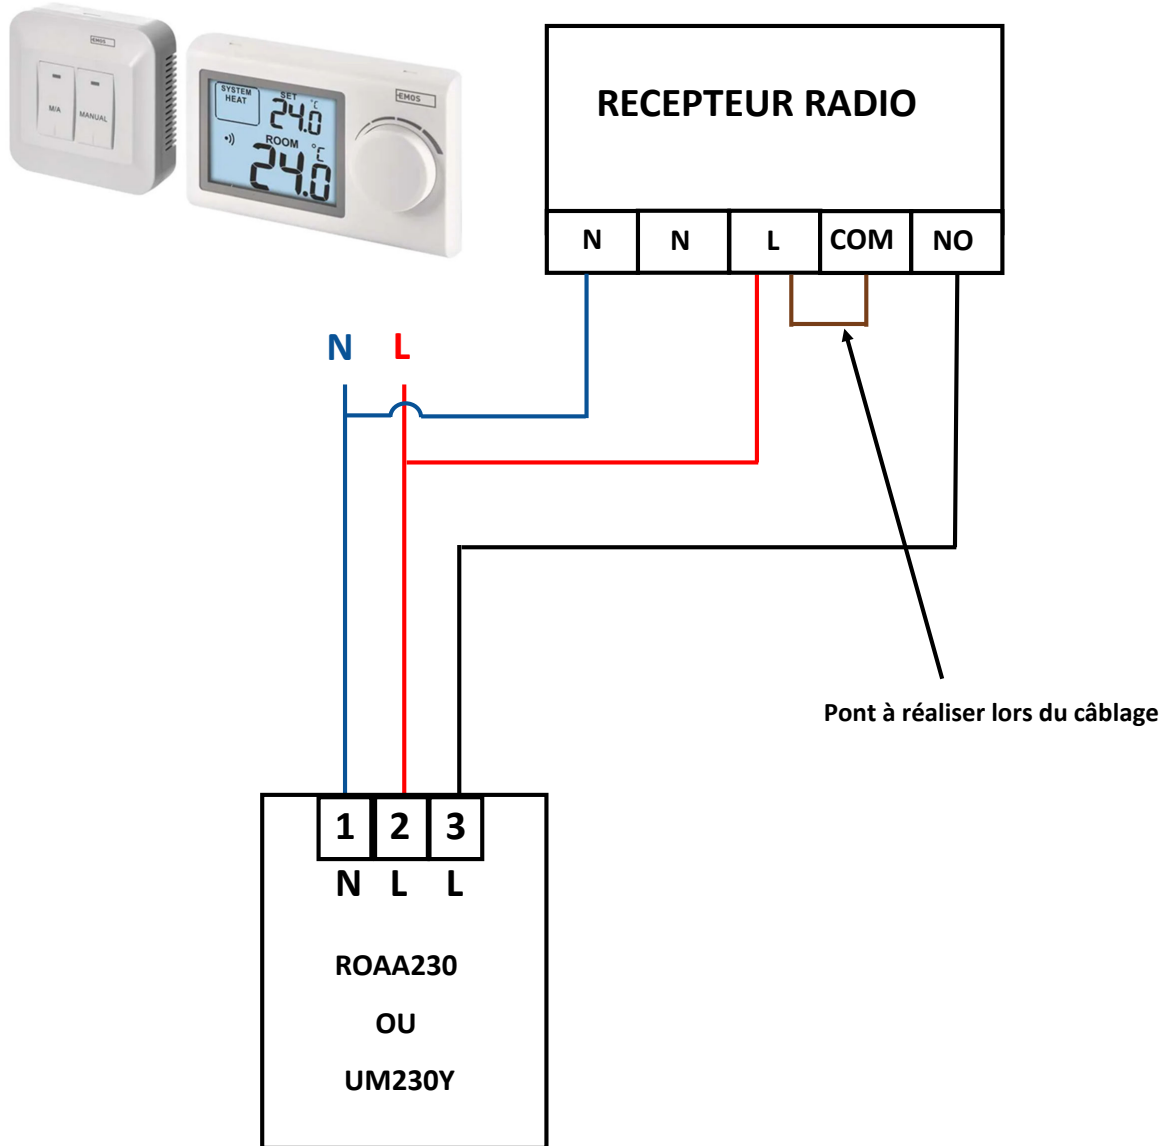 EMOS
M/A
MANUAL
SYSTEM
HEAT
SET
24.0 °C
ROOM
24.0 °C
EMOS
RECEPTEUR RADIO
N N L COM NO
N L
Pont à réaliser lors du câblage
1 2 3
N L L
ROAA230
OU
UM230Y